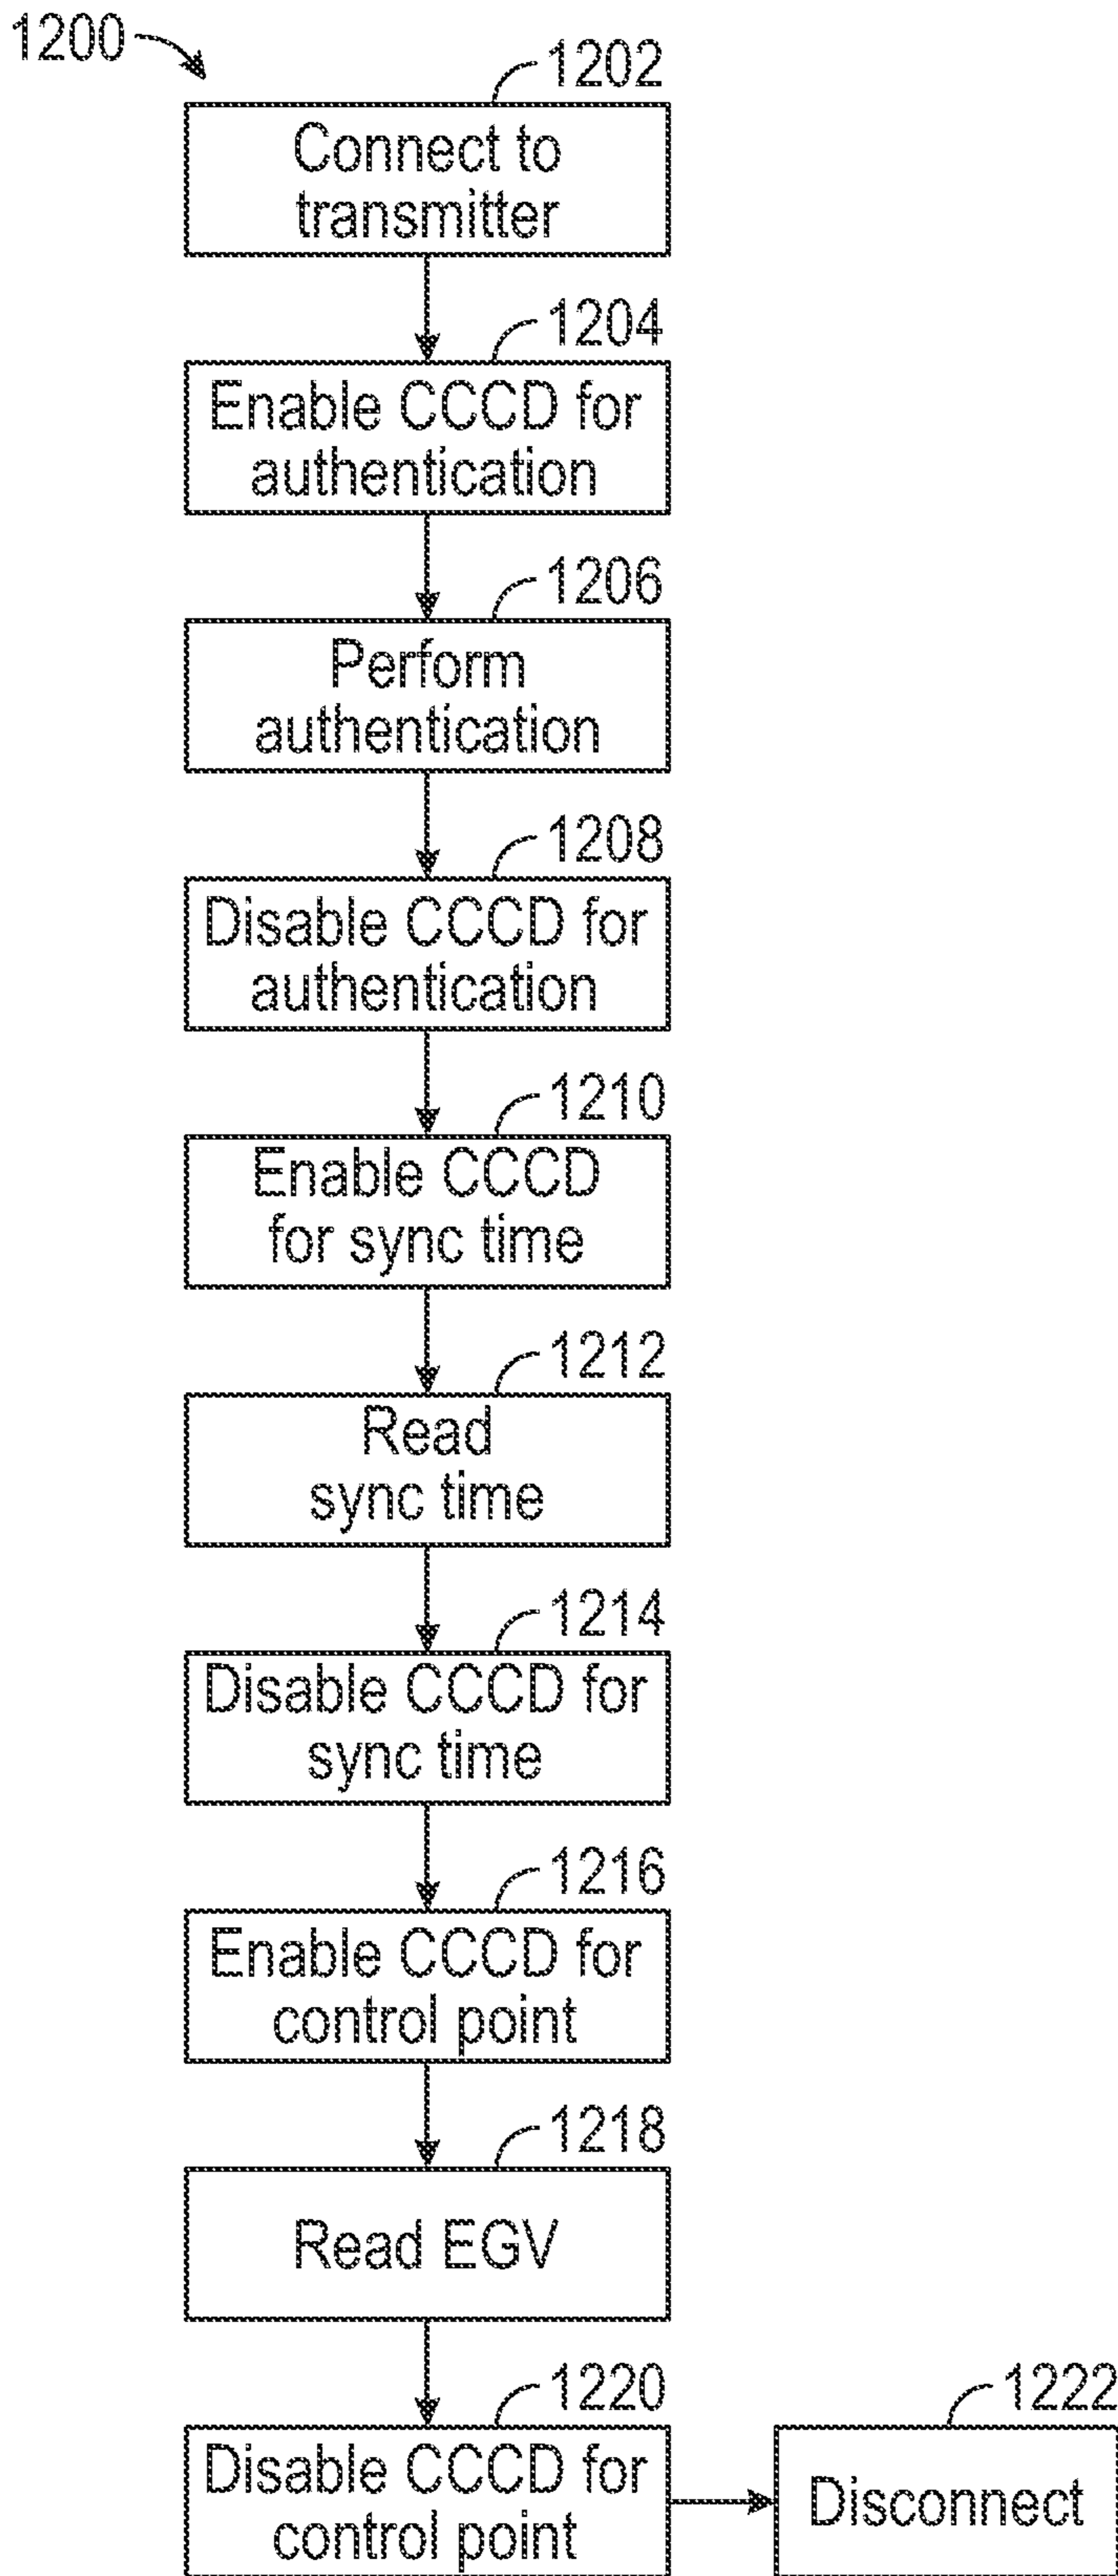 1200
1202
Connect to
transmitter
1204
Enable CCCD for
authentication
1206
Perform
authentication
1208
Disable CCCD for
authentication
1210
Enable CCCD
for sync time
1212
Read
sync time
1214
Disable CCCD for
sync time
1216
Enable CCCD for
control point
1218
Read EGV
1220
Disable CCCD for
control point
1222
Disconnect